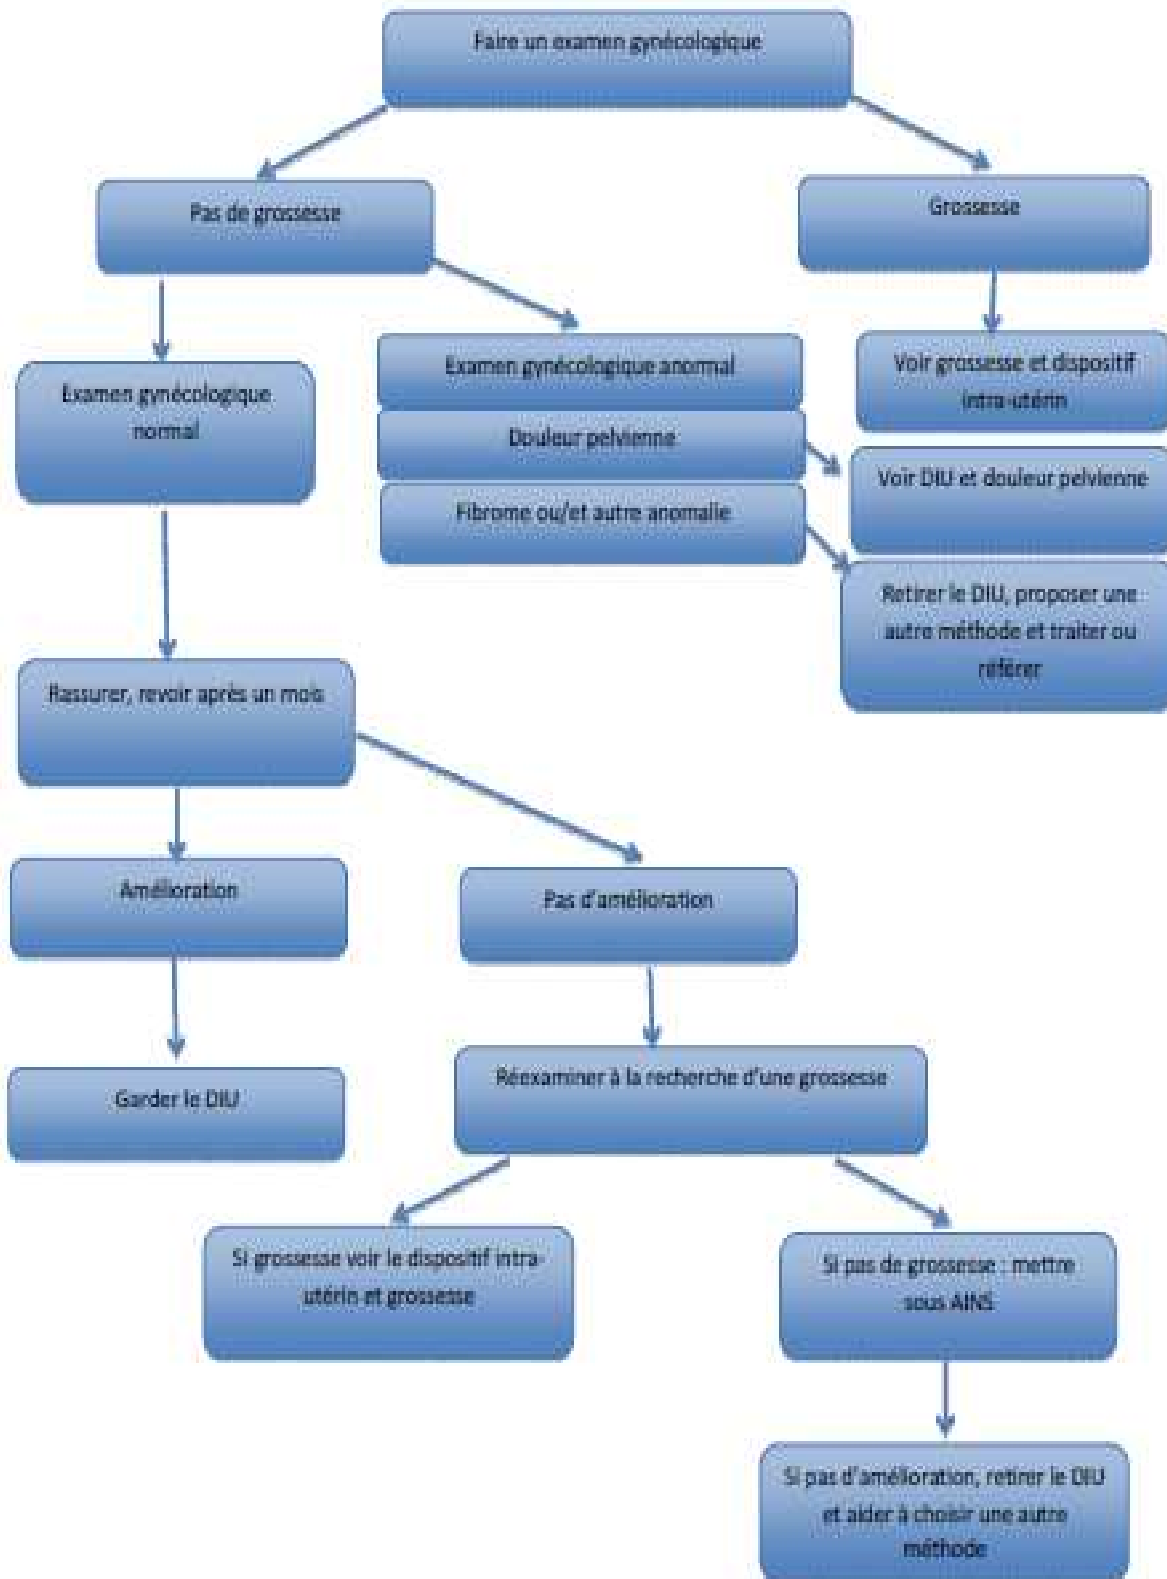 Faire un examen gynécologique
Pas de grossesse
Grossesse
Examen gynécologique
normal
Examen gynécologique anormal
Douleur pelvienne
Fibrome ou/et autre anomalie
Voir grossesse et dispositif
intra-utérin
Voir DIU et douleur pelvienne
Retirer le DIU, proposer une
autre méthode et traiter ou
référer
Rassurer, revoir après un mois
Amélioration
Pas d'amélioration
Garder le DIU
Réexaminer à la recherche d'une grossesse
Si grossesse voir le dispositif intra-
utérin et grossesse
Si pas de grossesse : mettre
sous AINS
Si pas d'amélioration, retirer le DIU
et aider à choisir une autre
méthode